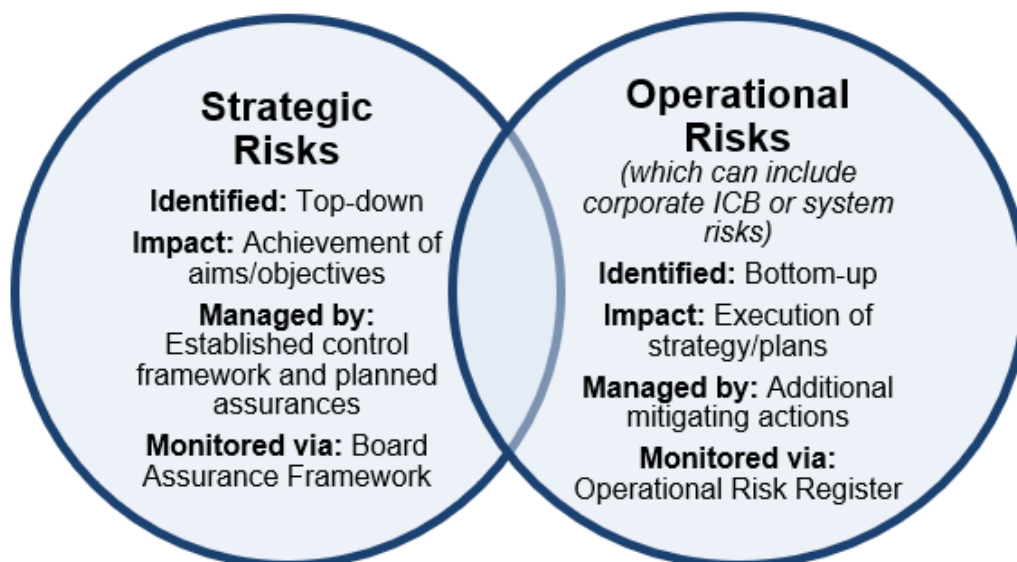 Strategic
Risks
Identified: Top-down
Impact: Achievement of
aims/objectives
Managed by:
Established control
framework and planned
assurances
Monitored via: Board
Assurance Framework
Operational
Risks
(which can include
corporate ICB or system
risks)
Identified: Bottom-up
Impact: Execution of
strategy/plans
Managed by: Additional
mitigating actions
Monitored via:
Operational Risk Register